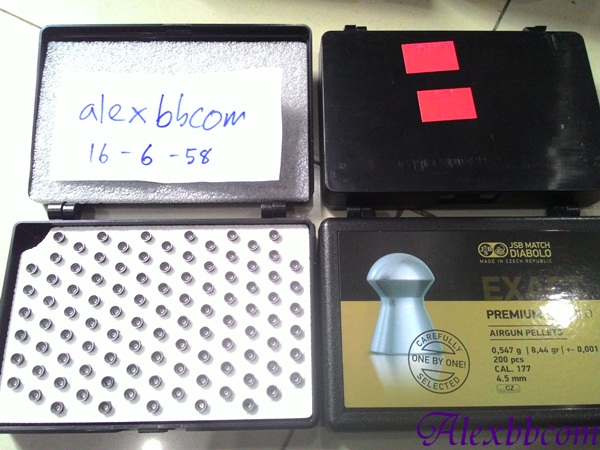 alexbbcom
16-6-58
JSB MATCH
DIABOLO
MADE IN CZECH REPUBLIC
PREMIUM
AIRGUN PELLETS
0,547 g | 8,44 gr | +- 0,001
200 pcs
CAL. 177
4.5 mm
CZ
CAREFULLY
ONE BY ONE!
SELECTED
Alexbbcom